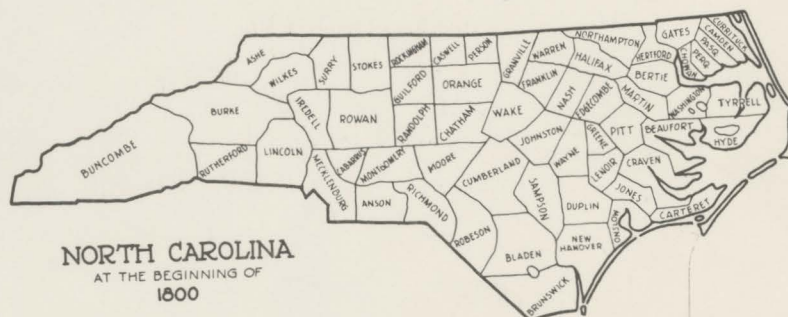 ASHE
WILKES
SURRY
STOKES
ROCKINGHAM
CASWELL
PERSON
GRANVILLE
WARREN
NORTHAMPTON
HALIFAX
HERTFORD
GATES
CURRITUCK
CAMDEN
PASQ
PERQ
CHOWAN
BERTIE
FRANKLIN
NASH
EDGECOMBE
MARTIN
WASHINGTON
TYRRELL
BURKE
IREDELL
ROWAN
GUILFORD
ORANGE
RANDOLPH
CHATHAM
WAKE
JOHNSTON
GREENE
PITT
BEAUFORT
HYDE
BUNCOMBE
RUTHERFORD
LINCOLN
MECKLENBURG
CABARRUS
MONTGOMERY
MOORE
CUMBERLAND
WAYNE
LENOIR
CRAVEN
JONES
CARTERET
ANSON
RICHMOND
SAMPSON
DUPLIN
ONSLOW
ROBESON
BLADEN
NEW
HANOVER
BRUNSWICK
NORTH CAROLINA
AT THE BEGINNING OF
1800